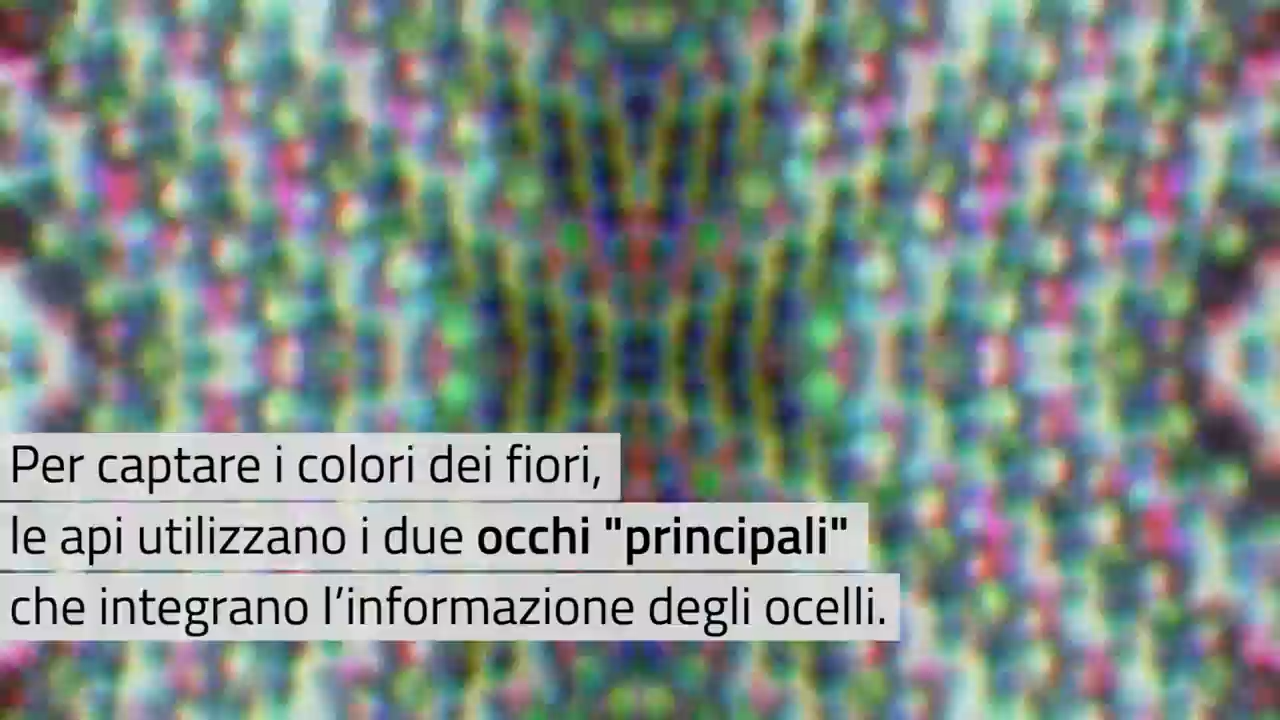 Per captare i colori dei fiori,
le api utilizzano i due occhi "principali"
che integrano l’informazione degli ocelli.